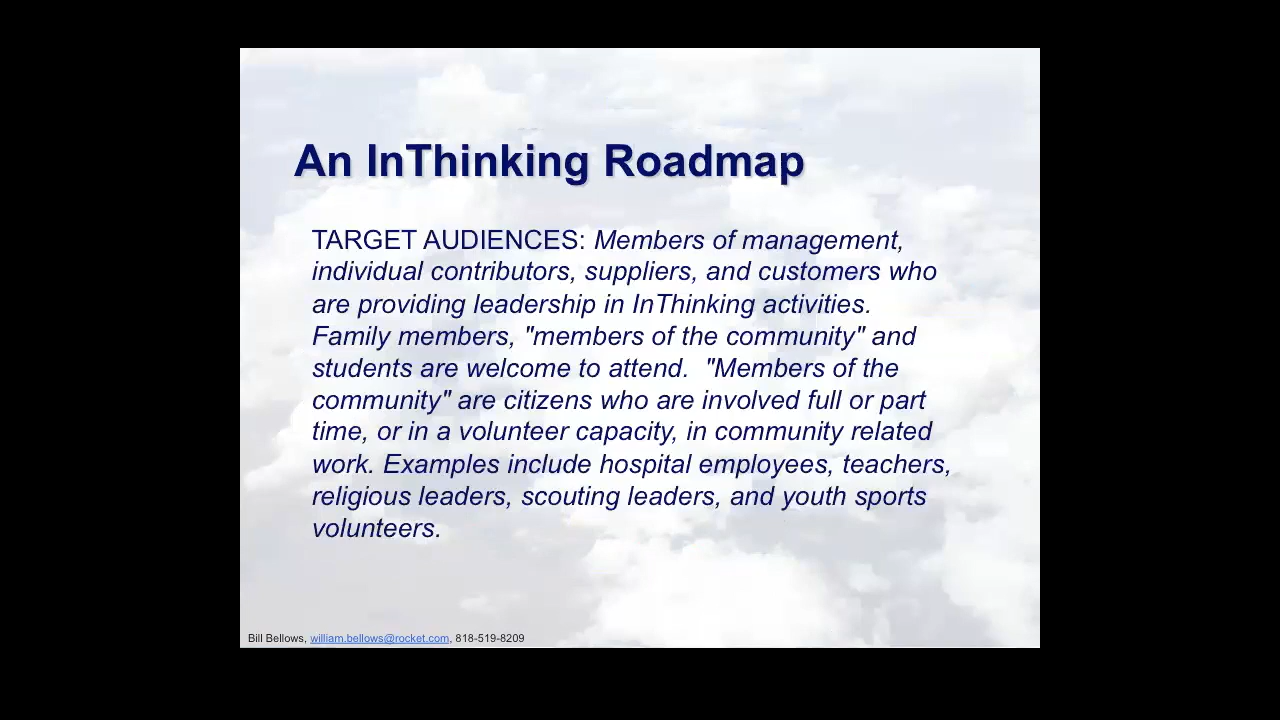 An InThinking Roadmap
TARGET AUDIENCES: Members of management,
individual contributors, suppliers, and customers who
are providing leadership in InThinking activities.
Family members, "members of the community" and
students are welcome to attend.  "Members of the
community" are citizens who are involved full or part
time, or in a volunteer capacity, in community related
work. Examples include hospital employees, teachers,
religious leaders, scouting leaders, and youth sports
volunteers.
Bill Bellows, william.bellows@rocket.com, 818-519-8209